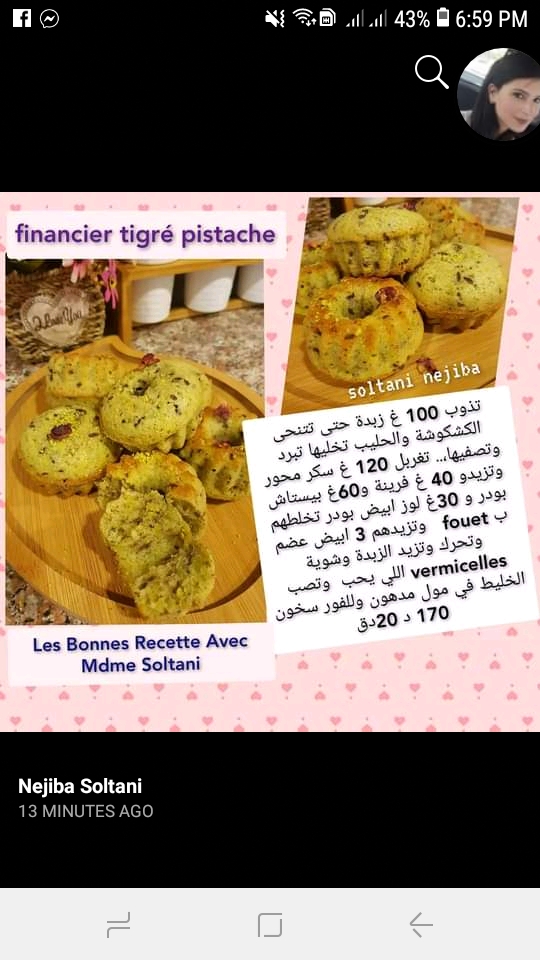 43% 6:59 PM
financier tigré pistache
soltani nejiba
تذوب 100 غ زبدة حتى تتنحى
الكشكوشة والحليب تخليها تبرد
وتصفيها... تغربل 120 غ سكر محور
وتزيدو 40 غ فرينة و60غ بيستاش
بودر و 30غ لوز ابيض بودر تخلطهم
ب fouet وتزيدهم 3 ابيض عضم
وتحرك وتزيد الزبدة وشوية
vermicelles اللي يحب وتصب
الخليط في مول مدهون وللفور سخون
170 د 20دق
Les Bonnes Recette Avec
Mdme Soltani
Nejiba Soltani
13 MINUTES AGO